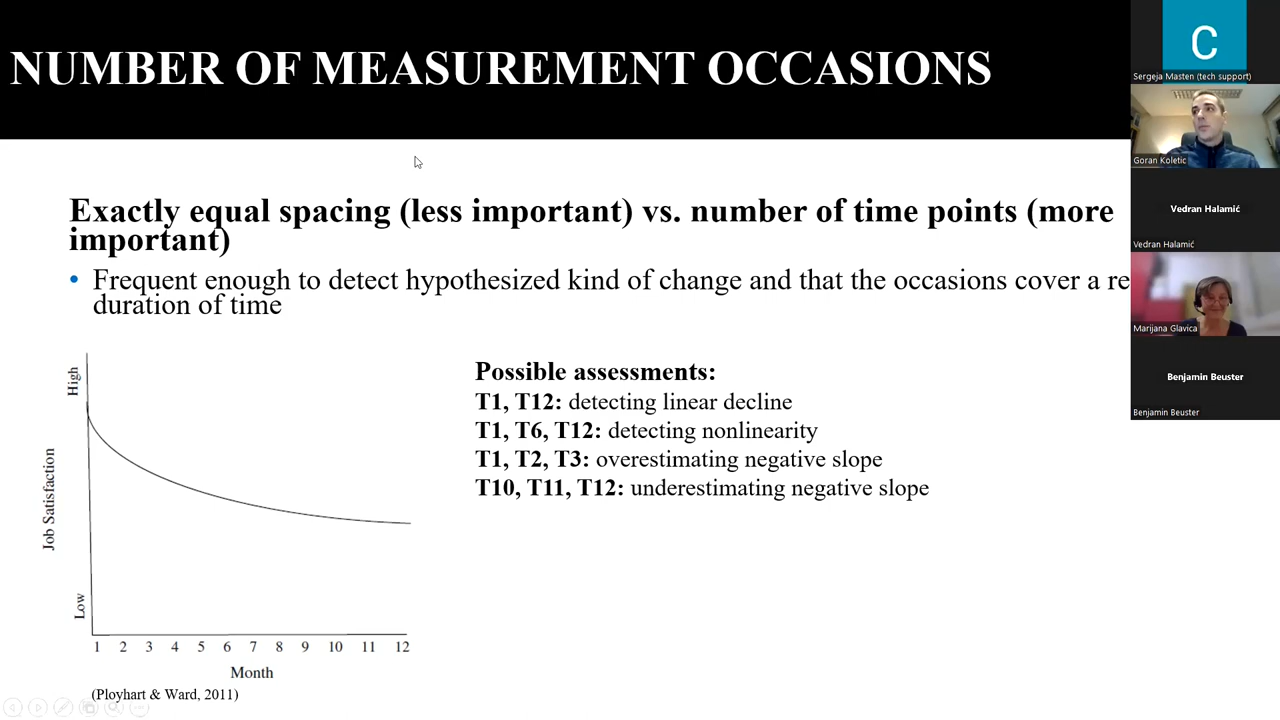 NUMBER OF MEASUREMENT OCCASIONS
Exactly equal spacing (less important) vs. number of time points (more
important)
• Frequent enough to detect hypothesized kind of change and that the occasions cover a re
duration of time
High
Job Satisfaction
Low
1 2 3 4 5 6 7 8 9 10 11 12
Month
(Ployhart & Ward, 2011)
Possible assessments:
T1, T12: detecting linear decline
T1, T6, T12: detecting nonlinearity
T1, T2, T3: overestimating negative slope
T10, T11, T12: underestimating negative slope
C
Sergeja Masten (tech support)
Goran Koletic
Vedran Halamić
Vedran Halamić
Marijana Glavica
Benjamin Beuster
Benjamin Beuster